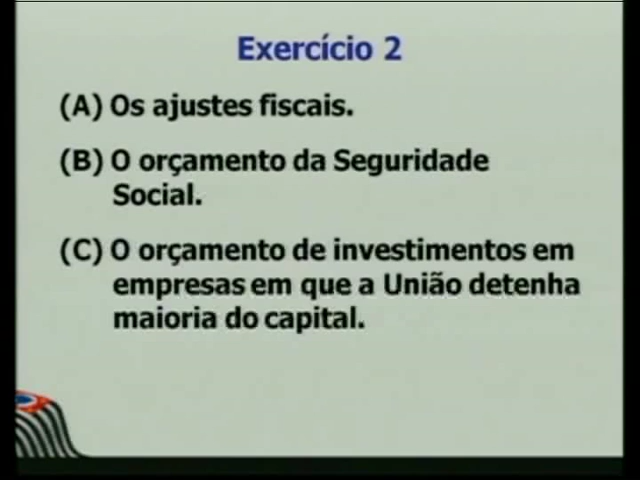 Exercício 2
(A) Os ajustes fiscais.
(B) O orçamento da Seguridade
Social.
(C) O orçamento de investimentos em
empresas em que a União detenha
maioria do capital.